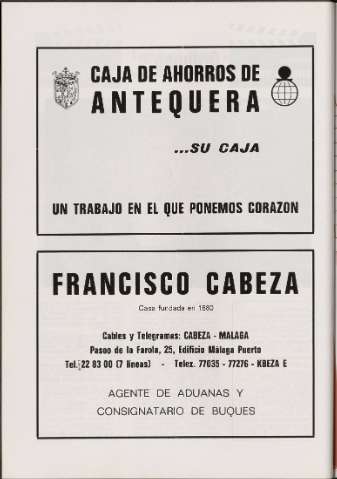 CAJA DE AHORROS DE
ANTEQUERA
...SU CAJA
UN TRABAJO EN EL QUE PONEMOS CORAZON
FRANCISCO CABEZA
Casa fundada en 1880
Cables y Telegramas: CABEZA - MALAGA
Paseo de la Farola, 25, Edificio Málaga Puerto
Tel. 22 83 00 (7 líneas) - Telex. 77035 - 77276 - KBEZA E
AGENTE DE ADUANAS Y
CONSIGNATARIO DE BUQUES